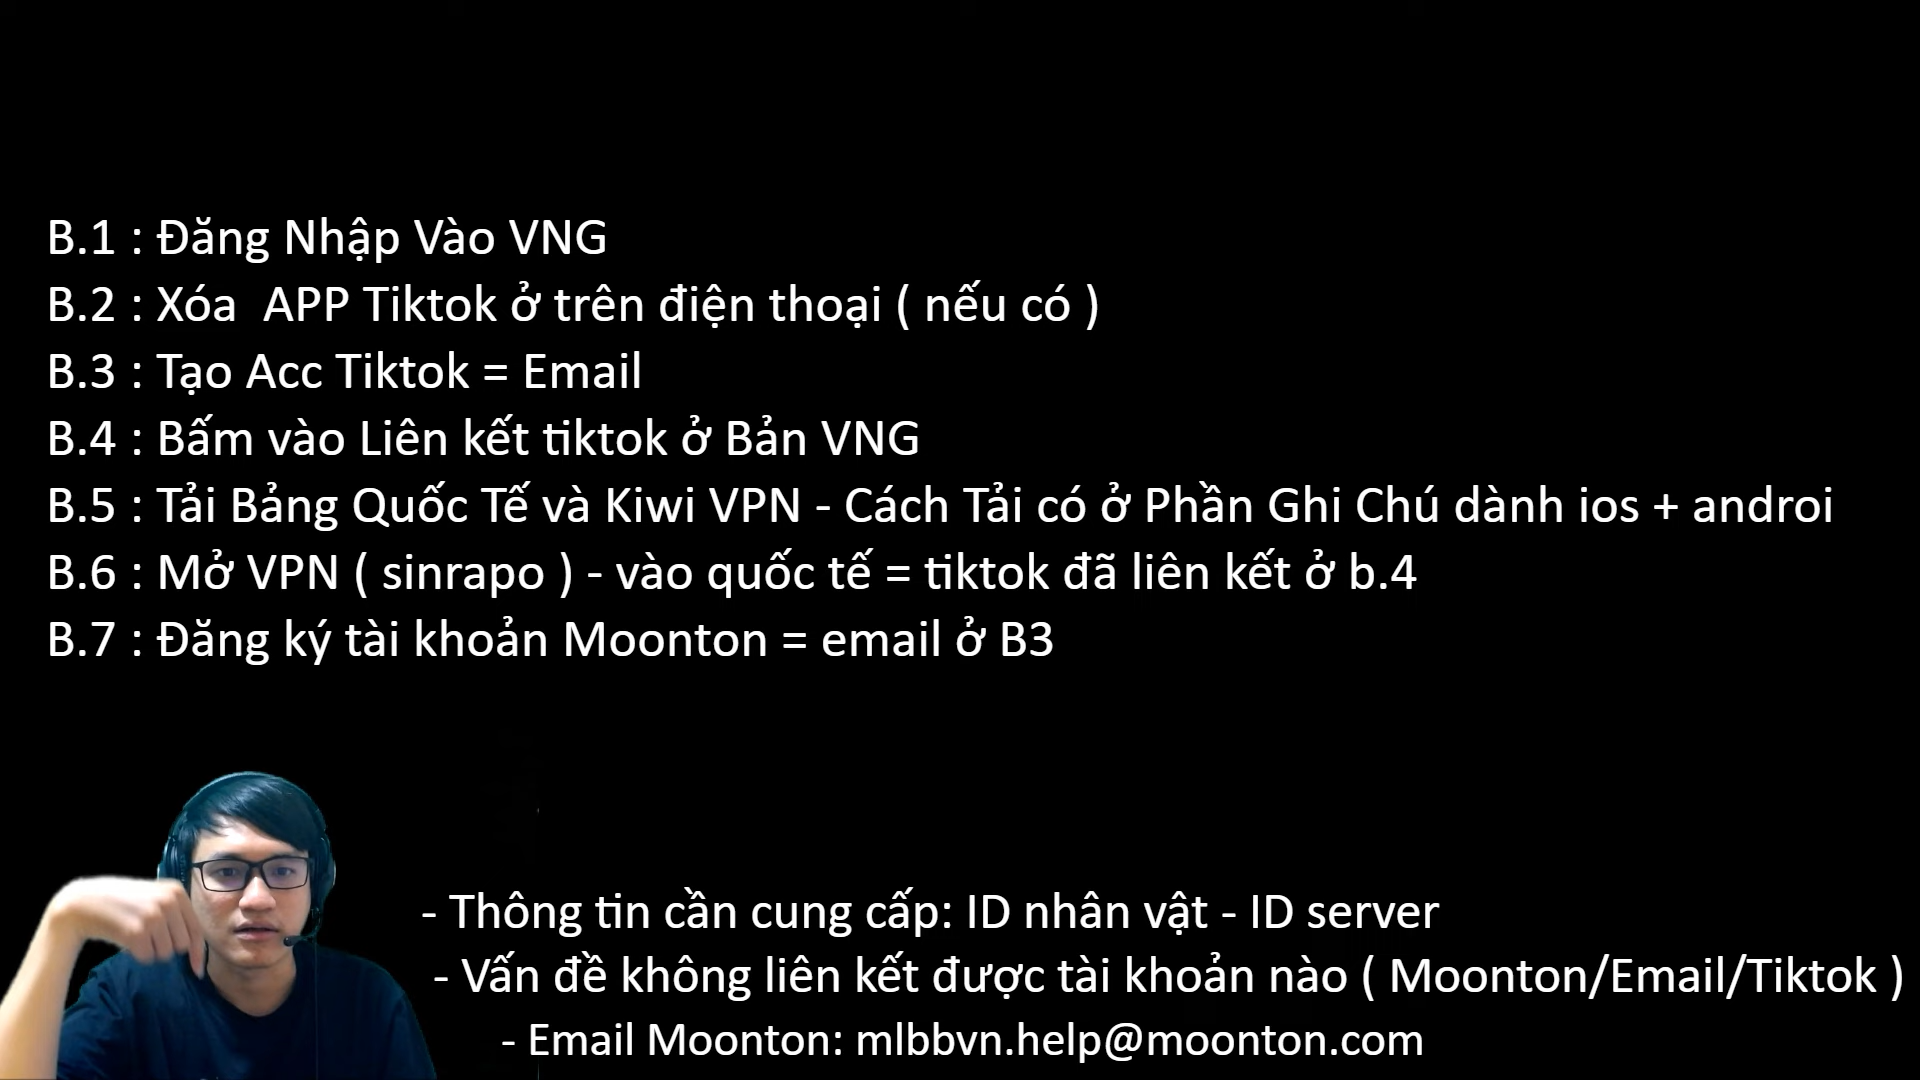 B.1 : Đăng Nhập Vào VNG
B.2 : Xóa  APP Tiktok ở trên điện thoại ( nếu có )
B.3 : Tạo Acc Tiktok = Email
B.4 : Bấm vào Liên kết tiktok ở Bản VNG
B.5 : Tải Bảng Quốc Tế và Kiwi VPN - Cách Tải có ở Phần Ghi Chú dành ios + androi
B.6 : Mở VPN ( sinrapo ) - vào quốc tế = tiktok đã liên kết ở b.4
B.7 : Đăng ký tài khoản Moonton = email ở B3
- Thông tin cần cung cấp: ID nhân vật - ID server
- Vấn đề không liên kết được tài khoản nào ( Moonton/Email/Tiktok )
- Email Moonton: mlbbvn.help@moonton.com